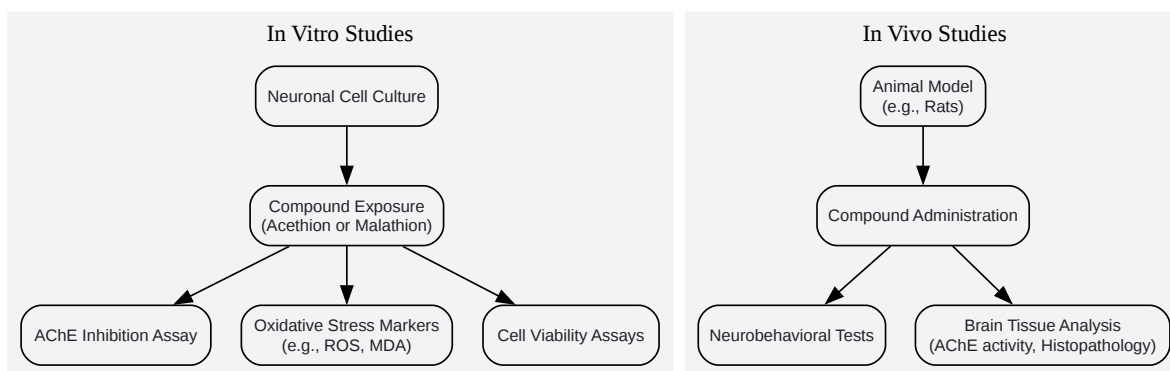 In Vitro Studies
Neuronal Cell Culture
Compound Exposure
(Acethion or Malathion)
AChE Inhibition Assay
Oxidative Stress Markers
(e.g., ROS, MDA)
Cell Viability Assays
In Vivo Studies
Animal Model
(e.g., Rats)
Compound Administration
Neurobehavioral Tests
Brain Tissue Analysis
(AChE activity, Histopathology)